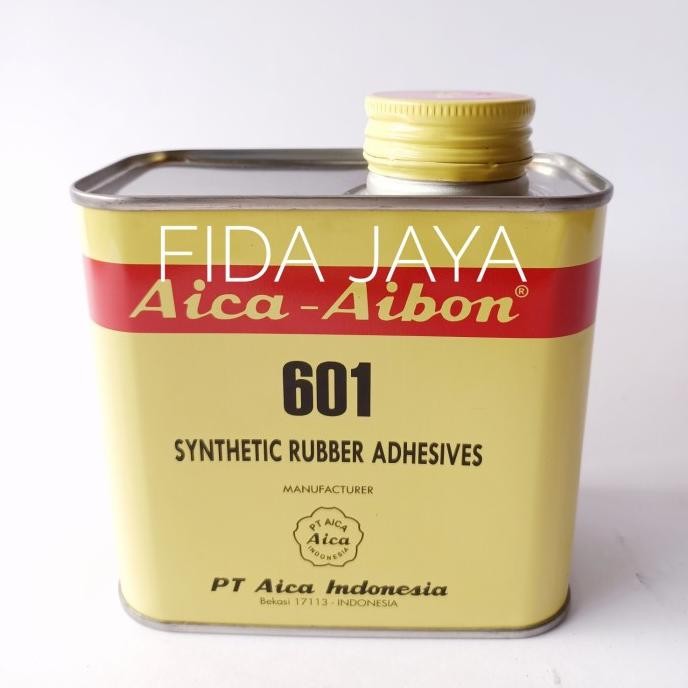 FIDA JAYA
Aica-Aibon®
601
SYNTHETIC RUBBER ADHESIVES
MANUFACTURER
PT AICA
Aica
INDONESIA
PT Aica Indonesia
Bekasi 17113 - INDONESIA